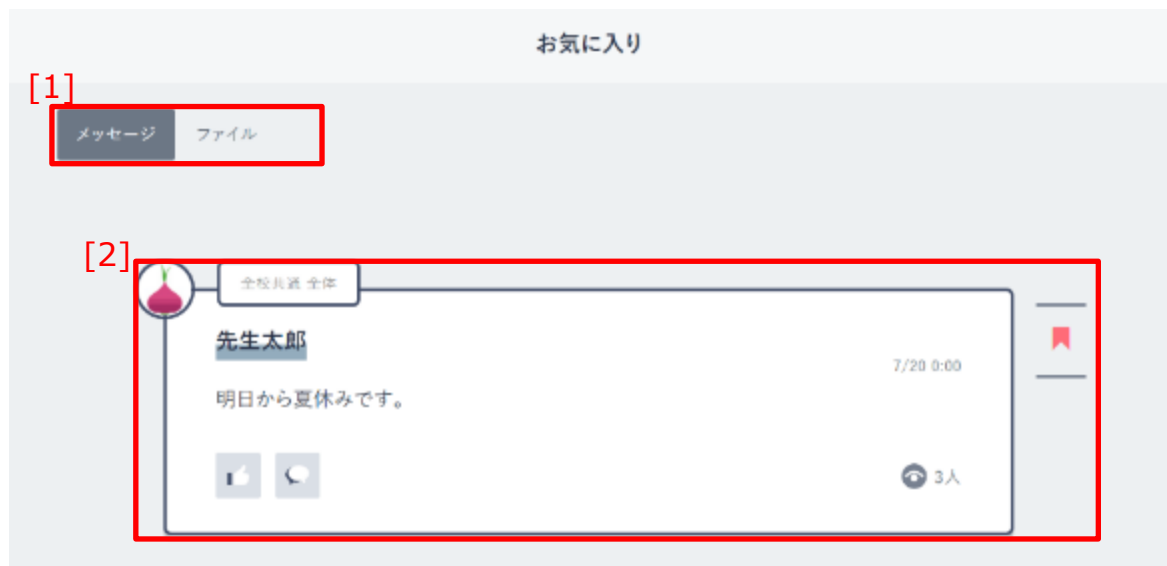 お気に入り
[1]
メッセージ ファイル
[2]
全校共通 全体
先生太郎
7/20 0:00
明日から夏休みです。
3人